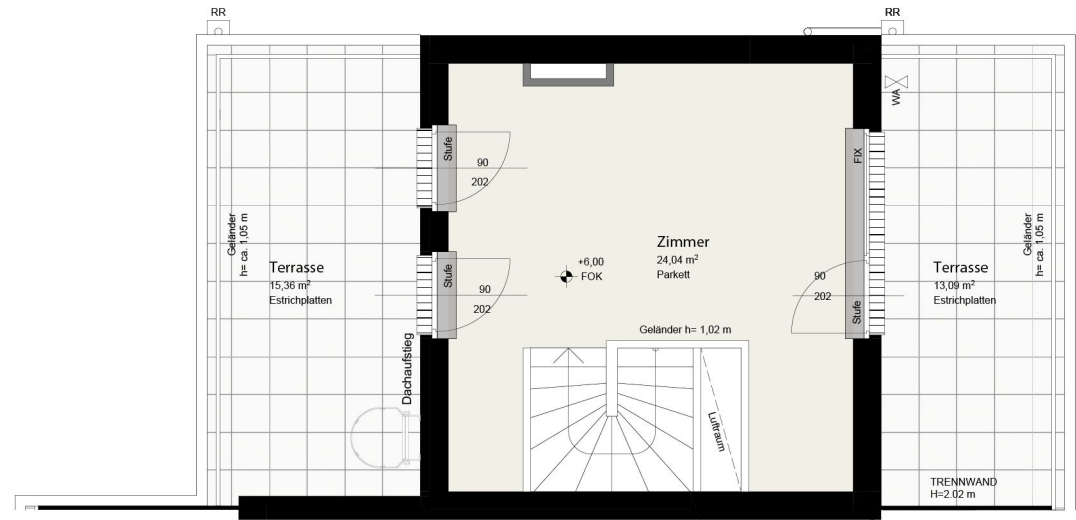 RR
RR
WA
Stufe
90
202
FIX
Geländer
h= ca. 1,05 m
Terrasse
15,36 m²
Estrichplatten
Stufe
90
202
+6,00
FOK
Zimmer
24,04 m²
Parkett
90
202
Stufe
Terrasse
13,09 m²
Estrichplatten
Geländer
h= ca. 1,05 m
Geländer h= 1,02 m
Dachaufstieg
Luftraum
TRENNWAND
H=2.02 m